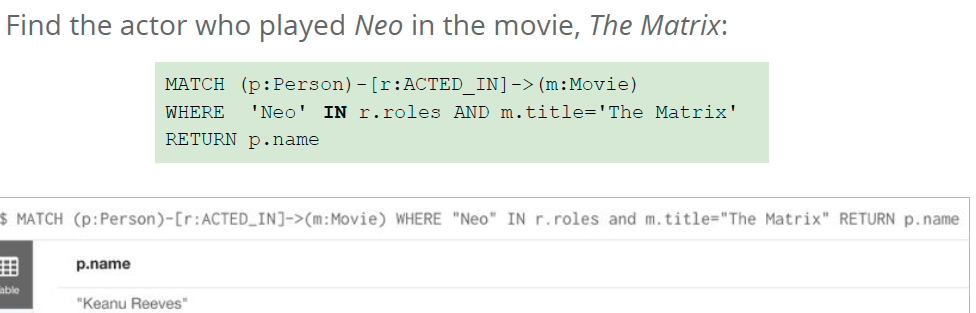 Find the actor who played Neo in the movie, The Matrix:
MATCH (p:Person)-[r:ACTED_IN]->(m:Movie)
WHERE  'Neo' IN r.roles AND m.title='The Matrix'
RETURN p.name
$ MATCH (p:Person)-[r:ACTED_IN]->(m:Movie) WHERE "Neo" IN r.roles and m.title="The Matrix" RETURN p.name
p.name
able
"Keanu Reeves"